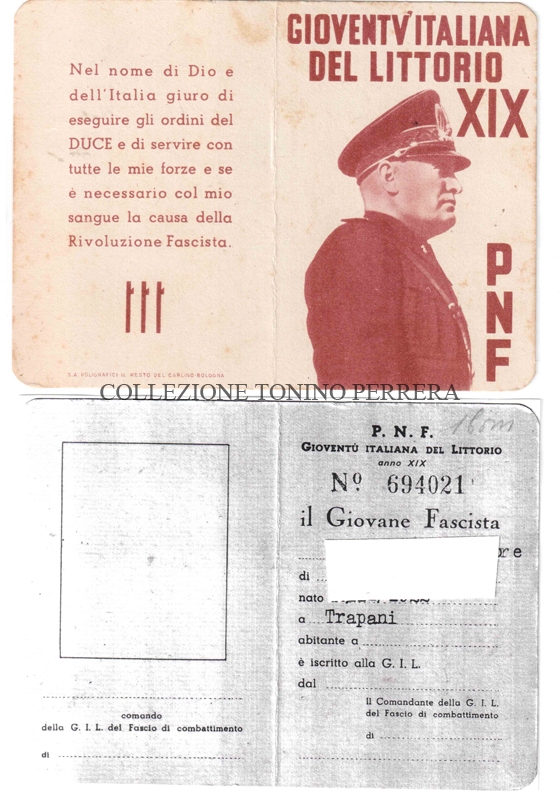 Nel nome di Dio e
dell'Italia giuro di
eseguire gli ordini del
DUCE e di servire con
tutte le mie forze e se
è necessario col mio
sangue la causa della
Rivoluzione Fascista.
S.A. POLIGRAFICI IL RESTO DEL CARLINO-BOLOGNA
GIOVENTV' ITALIANA
DEL LITTORIO
XIX
PNF
COLLEZIONE TONINO PERRERA
comando
della G. I. L. del Fascio di combattimento
di
P. N. F.
GIOVENTÙ ITALIANA DEL LITTORIO
anno XIX
Nº 694021
il Giovane Fascista
re
di
nato
a Trapani
abitante a
è iscritto alla G. I. L.
dal
Il Comandante della G. I. L.
del Fascio di combattimento
di